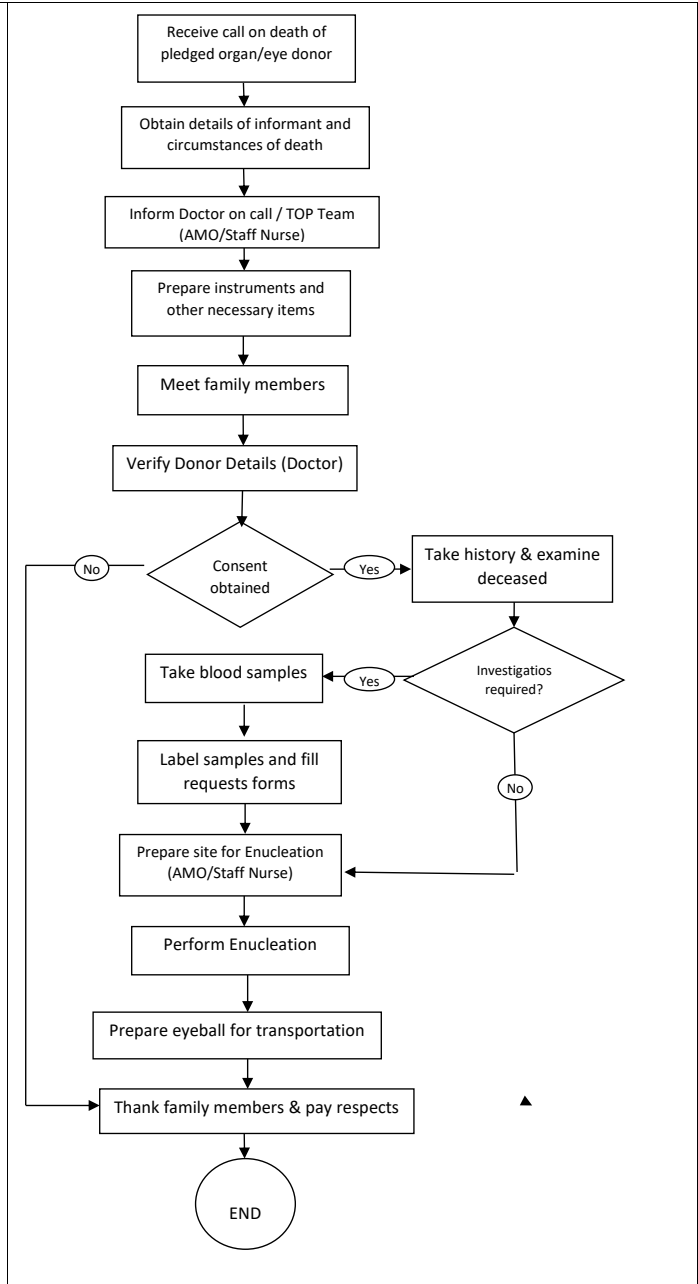 Receive call on death of
pledged organ/eye donor
Obtain details of informant and
circumstances of death
Inform Doctor on call / TOP Team
(AMO/Staff Nurse)
Prepare instruments and
other necessary items
Meet family members
Verify Donor Details (Doctor)
No
Consent
obtained
Yes
Take history & examine
deceased
Take blood samples
Yes
Investigatios
required?
Label samples and fill
requests forms
No
Prepare site for Enucleation
(AMO/Staff Nurse)
Perform Enucleation
Prepare eyeball for transportation
Thank family members & pay respects
END